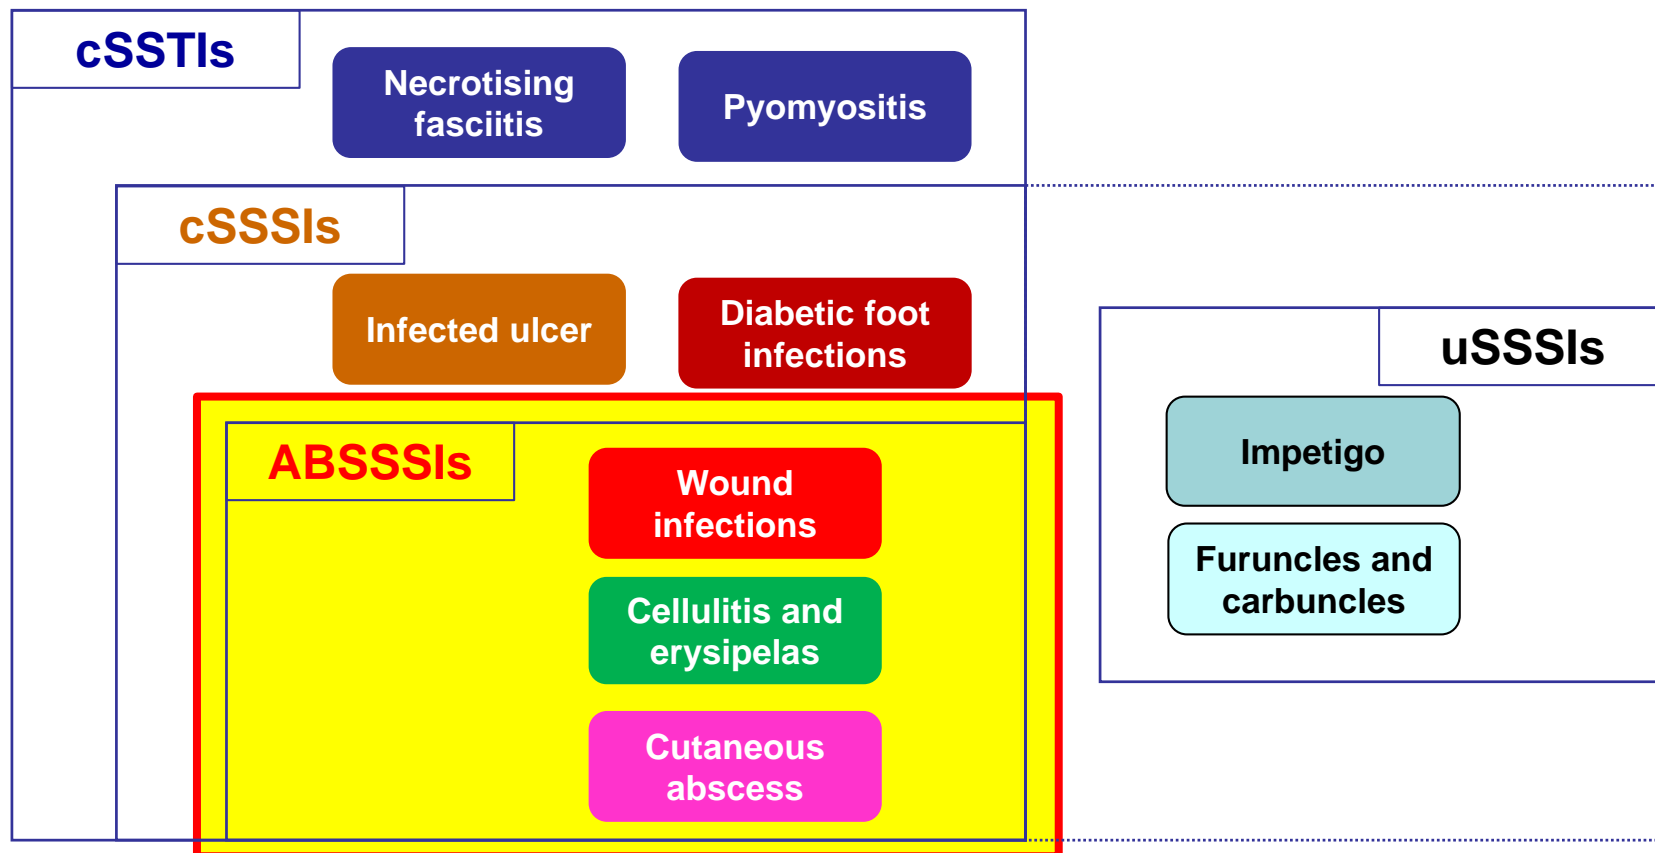 cSSTIs
Necrotising
fasciitis
Pyomyositis
cSSSIs
Infected ulcer
Diabetic foot
infections
uSSSIs
ABSSSIs
Wound
infections
Impetigo
Cellulitis and
erysipelas
Furuncles and
carbuncles
Cutaneous
abscess